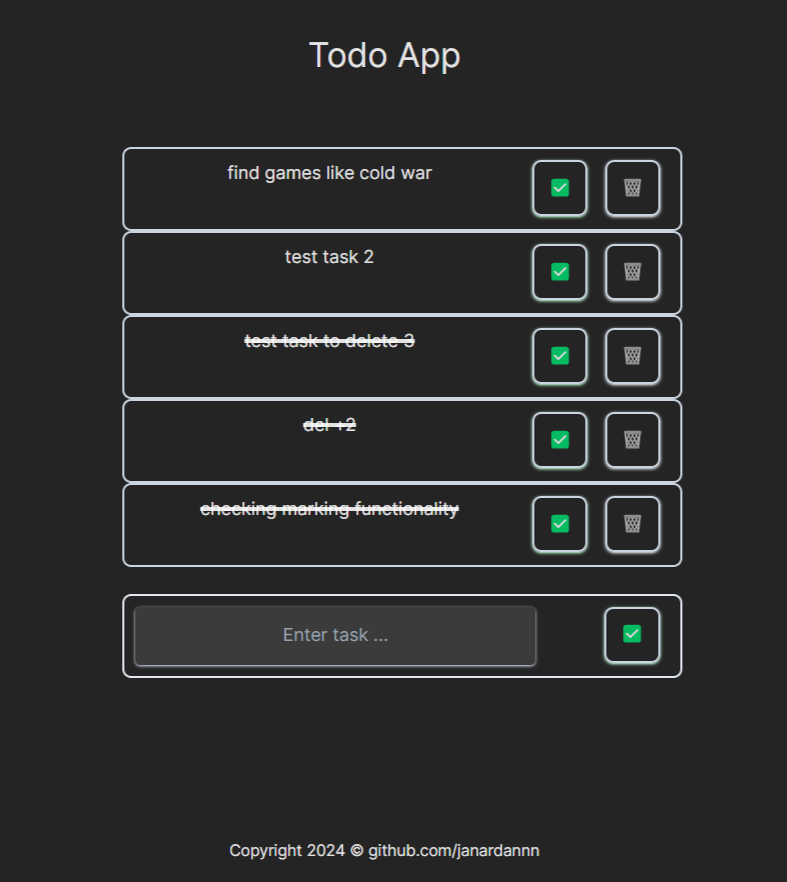 Todo App
find games like cold war
test task 2
test task to delete 3
del +2
checking marking functionality
Enter task ...
Copyright 2024 © github.com/janardannn